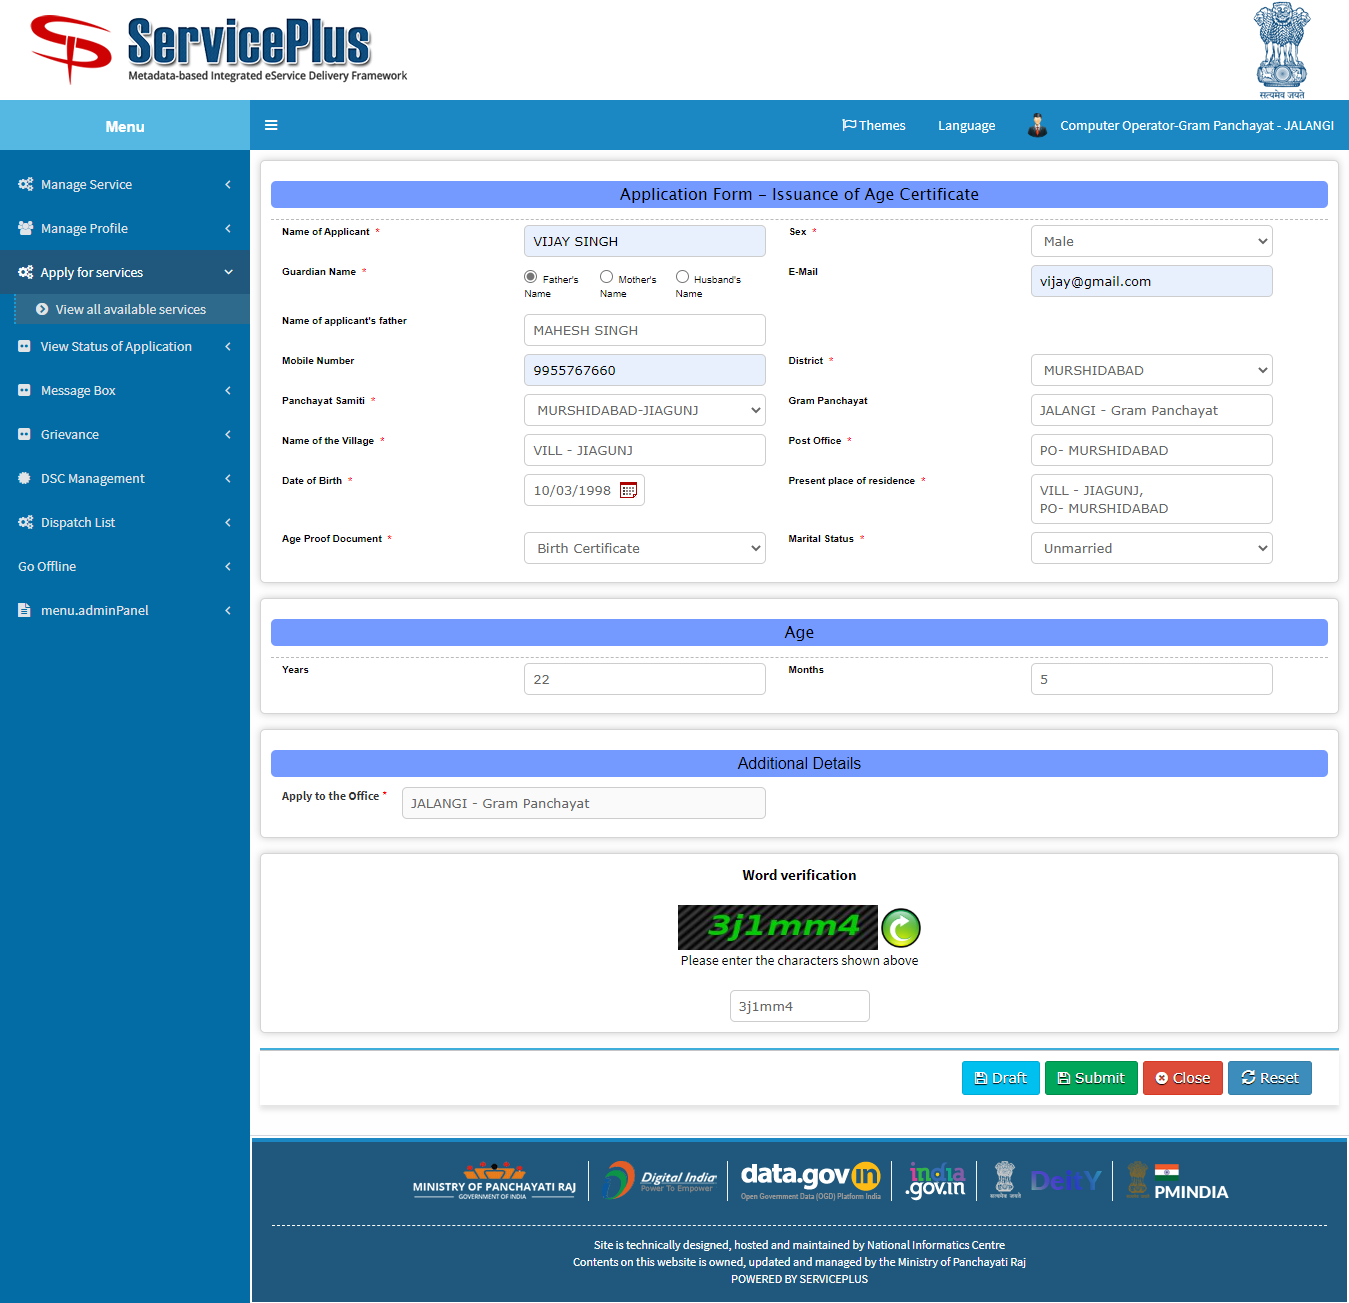 ServicePlus
Metadata-based Integrated eService Delivery Framework
सत्यमेव जयते
Menu
Themes
Language
Computer Operator-Gram Panchayat - JALANGI
Manage Service
Manage Profile
Apply for services
View all available services
View Status of Application
Message Box
Grievance
DSC Management
Dispatch List
Go Offline
menu.adminPanel
Application Form – Issuance of Age Certificate
Name of Applicant *
VIJAY SINGH
Sex *
Male
Guardian Name *
Father's Name
Mother's Name
Husband's Name
E-Mail
vijay@gmail.com
Name of applicant's father
MAHESH SINGH
Mobile Number
9955767660
District *
MURSHIDABAD
Panchayat Samiti *
MURSHIDABAD-JIAGUNJ
Gram Panchayat
JALANGI - Gram Panchayat
Name of the Village *
VILL - JIAGUNJ
Post Office *
PO- MURSHIDABAD
Date of Birth *
10/03/1998
Present place of residence *
VILL - JIAGUNJ,
PO- MURSHIDABAD
Age Proof Document *
Birth Certificate
Marital Status *
Unmarried
Age
Years
22
Months
5
Additional Details
Apply to the Office *
JALANGI - Gram Panchayat
Word verification
3j1mm4
Please enter the characters shown above
3j1mm4
Draft
Submit
Close
Reset
MINISTRY OF PANCHAYATI RAJ
GOVERNMENT OF INDIA
Digital India
Power To Empower
data.gov in
Open Government Data (OGD) Platform India
india
.gov.in
सत्यमेव जयते
DeitY
PMINDIA
Site is technically designed, hosted and maintained by National Informatics Centre
Contents on this website is owned, updated and managed by the Ministry of Panchayati Raj
POWERED BY SERVICEPLUS